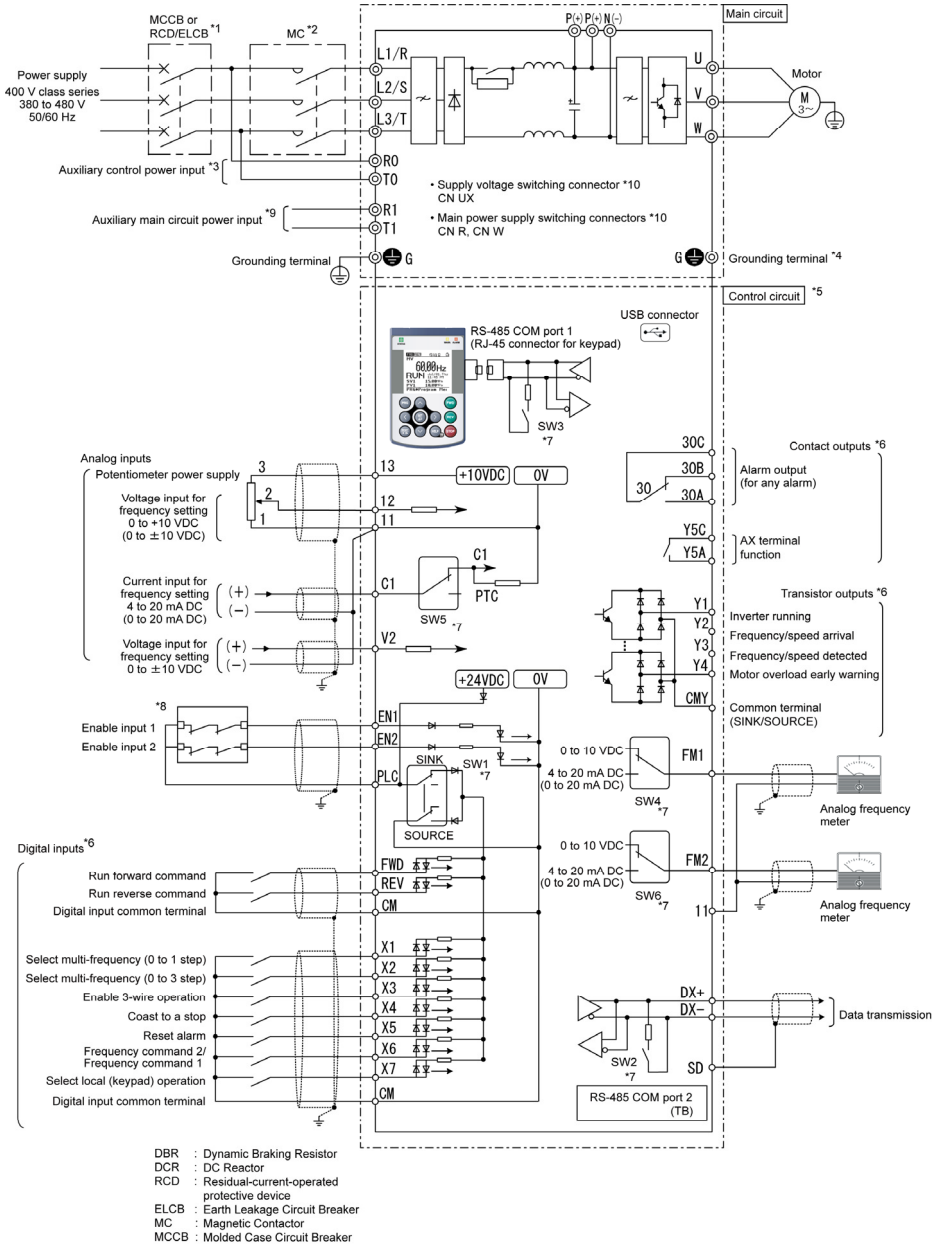 MCCB or
RCD/ELCB *1
MC *2
P(+) P(+) N(-)
Main circuit
Power supply
400 V class series
380 to 480 V
50/60 Hz
L1/R
L2/S
L3/T
U
V
W
Motor
M
3~
Auxiliary control power input *3
R0
T0
• Supply voltage switching connector *10
CN UX
Auxiliary main circuit power input *9
R1
T1
• Main power supply switching connectors *10
CN R, CN W
Grounding terminal
G
G
Grounding terminal *4
Control circuit *5
USB connector
RS-485 COM port 1
(RJ-45 connector for keypad)
60.00Hz
RUN
SW3
*7
Analog inputs
Potentiometer power supply
3
2
1
13
+10VDC
0V
Voltage input for
frequency setting
0 to +10 VDC
(0 to ±10 VDC)
12
11
Current input for
frequency setting
4 to 20 mA DC
(0 to 20 mA DC)
(+)
(-)
C1
C1
PTC
SW5
*7
Voltage input for
frequency setting
0 to ±10 VDC
(+)
(-)
V2
30C
30B
30
30A
Contact outputs *6
Alarm output
(for any alarm)
Y5C
Y5A
AX terminal
function
Transistor outputs *6
Y1
Inverter running
Y2
Frequency/speed arrival
Y3
Frequency/speed detected
Y4
Motor overload early warning
CMY
Common terminal
(SINK/SOURCE)
+24VDC
0V
*8
Enable input 1
Enable input 2
EN1
EN2
PLC
SINK
SW1
*7
SOURCE
0 to 10 VDC
4 to 20 mA DC
(0 to 20 mA DC)
SW4
*7
FM1
Analog frequency
meter
0 to 10 VDC
4 to 20 mA DC
(0 to 20 mA DC)
SW6
*7
FM2
11
Analog frequency
meter
Digital inputs *6
Run forward command
Run reverse command
Digital input common terminal
FWD
REV
CM
Select multi-frequency (0 to 1 step)
Select multi-frequency (0 to 3 step)
Enable 3-wire operation
Coast to a stop
Reset alarm
Frequency command 2/
Frequency command 1
Select local (keypad) operation
Digital input common terminal
X1
X2
X3
X4
X5
X6
X7
CM
DX+
DX-
Data transmission
SW2
*7
SD
RS-485 COM port 2
(TB)
DBR : Dynamic Braking Resistor
DCR : DC Reactor
RCD : Residual-current-operated
protective device
ELCB : Earth Leakage Circuit Breaker
MC : Magnetic Contactor
MCCB : Molded Case Circuit Breaker